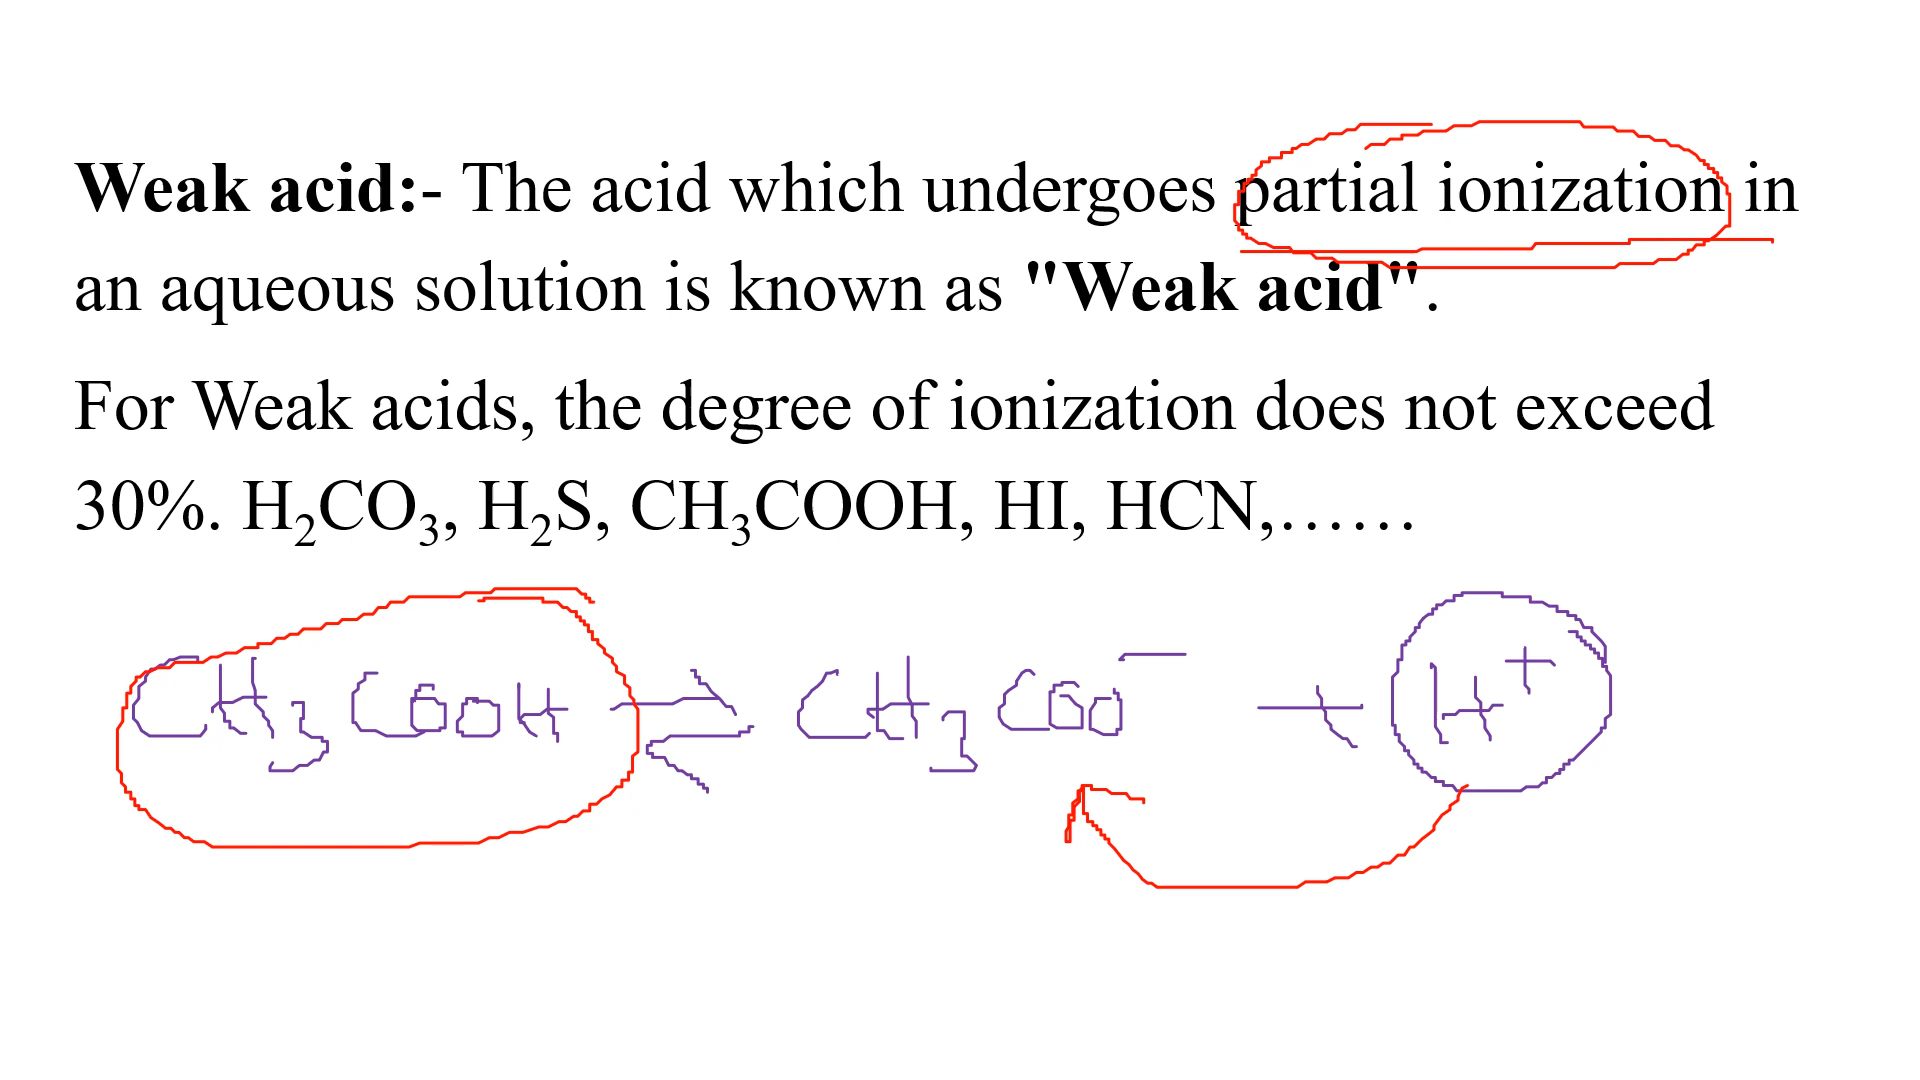 Weak acid:- The acid which undergoes partial ionization in
an aqueous solution is known as "Weak acid".
For Weak acids, the degree of ionization does not exceed
30%. H₂CO₃, H₂S, CH₃COOH, HI, HCN,……
CH₃COOH ⇌ CH₃COO⁻ + H⁺